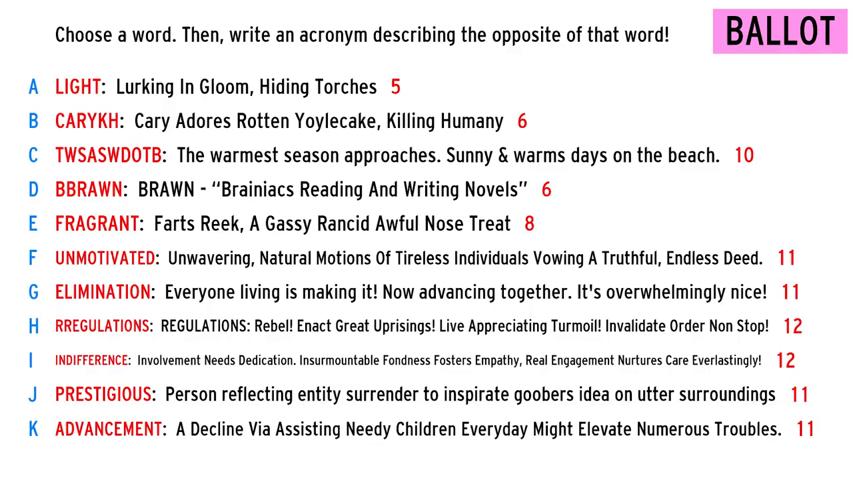 Choose a word. Then, write an acronym describing the opposite of that word!
BALLOT
A LIGHT: Lurking In Gloom, Hiding Torches 5
B CARYKH: Cary Adores Rotten Yoylecake, Killing Humany 6
C TWSASWDOTB: The warmest season approaches. Sunny & warms days on the beach. 10
D BBRAWN: BRAWN - “Brainiacs Reading And Writing Novels” 6
E FRAGRANT: Farts Reek, A Gassy Rancid Awful Nose Treat 8
F UNMOTIVATED: Unwavering, Natural Motions Of Tireless Individuals Vowing A Truthful, Endless Deed. 11
G ELIMINATION: Everyone living is making it! Now advancing together. It's overwhelmingly nice! 11
H RREGULATIONS: REGULATIONS: Rebel! Enact Great Uprisings! Live Appreciating Turmoil! Invalidate Order Non Stop! 12
I INDIFFERENCE: Involvement Needs Dedication. Insurmountable Fondness Fosters Empathy, Real Engagement Nurtures Care Everlastingly! 12
J PRESTIGIOUS: Person reflecting entity surrender to inspirate goobers idea on utter surroundings 11
K ADVANCEMENT: A Decline Via Assisting Needy Children Everyday Might Elevate Numerous Troubles. 11